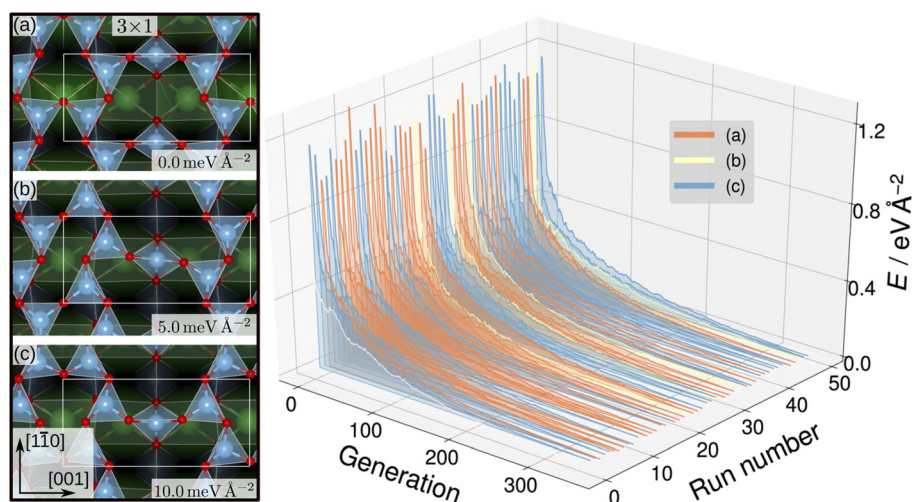 (a)
3×1
0.0 meV Å⁻²
(b)
5.0 meV Å⁻²
(c)
[11̅0]
[001]
10.0 meV Å⁻²
(a)
(b)
(c)
1.2
0.8
0.4
0.0
E / eV Å⁻²
0
100
200
300
Generation
0
10
20
30
40
50
Run number